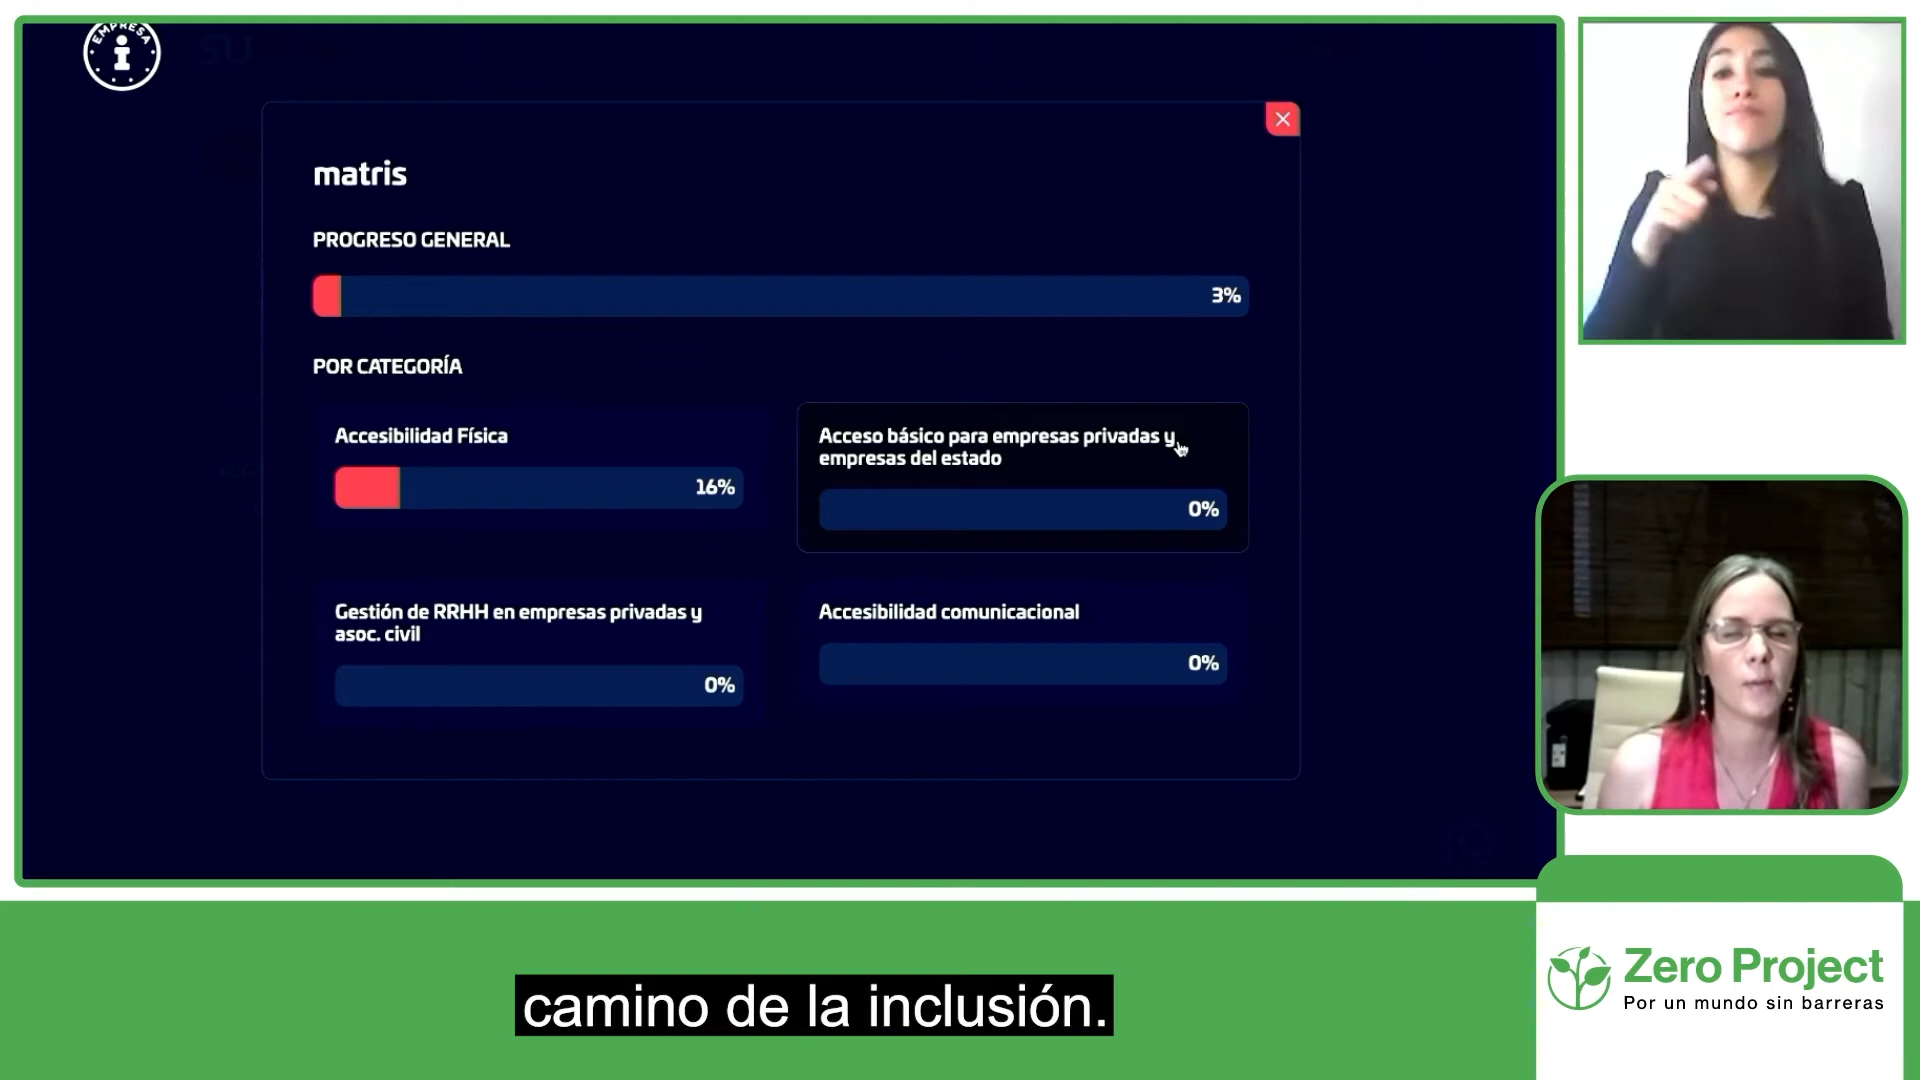 EMPRESA
matris
PROGRESO GENERAL
3%
POR CATEGORÍA
Accesibilidad Física
16%
Acceso básico para empresas privadas y
empresas del estado
0%
Gestión de RRHH en empresas privadas y
asoc. civil
0%
Accesibilidad comunicacional
0%
camino de la inclusión.
Zero Project
Por un mundo sin barreras